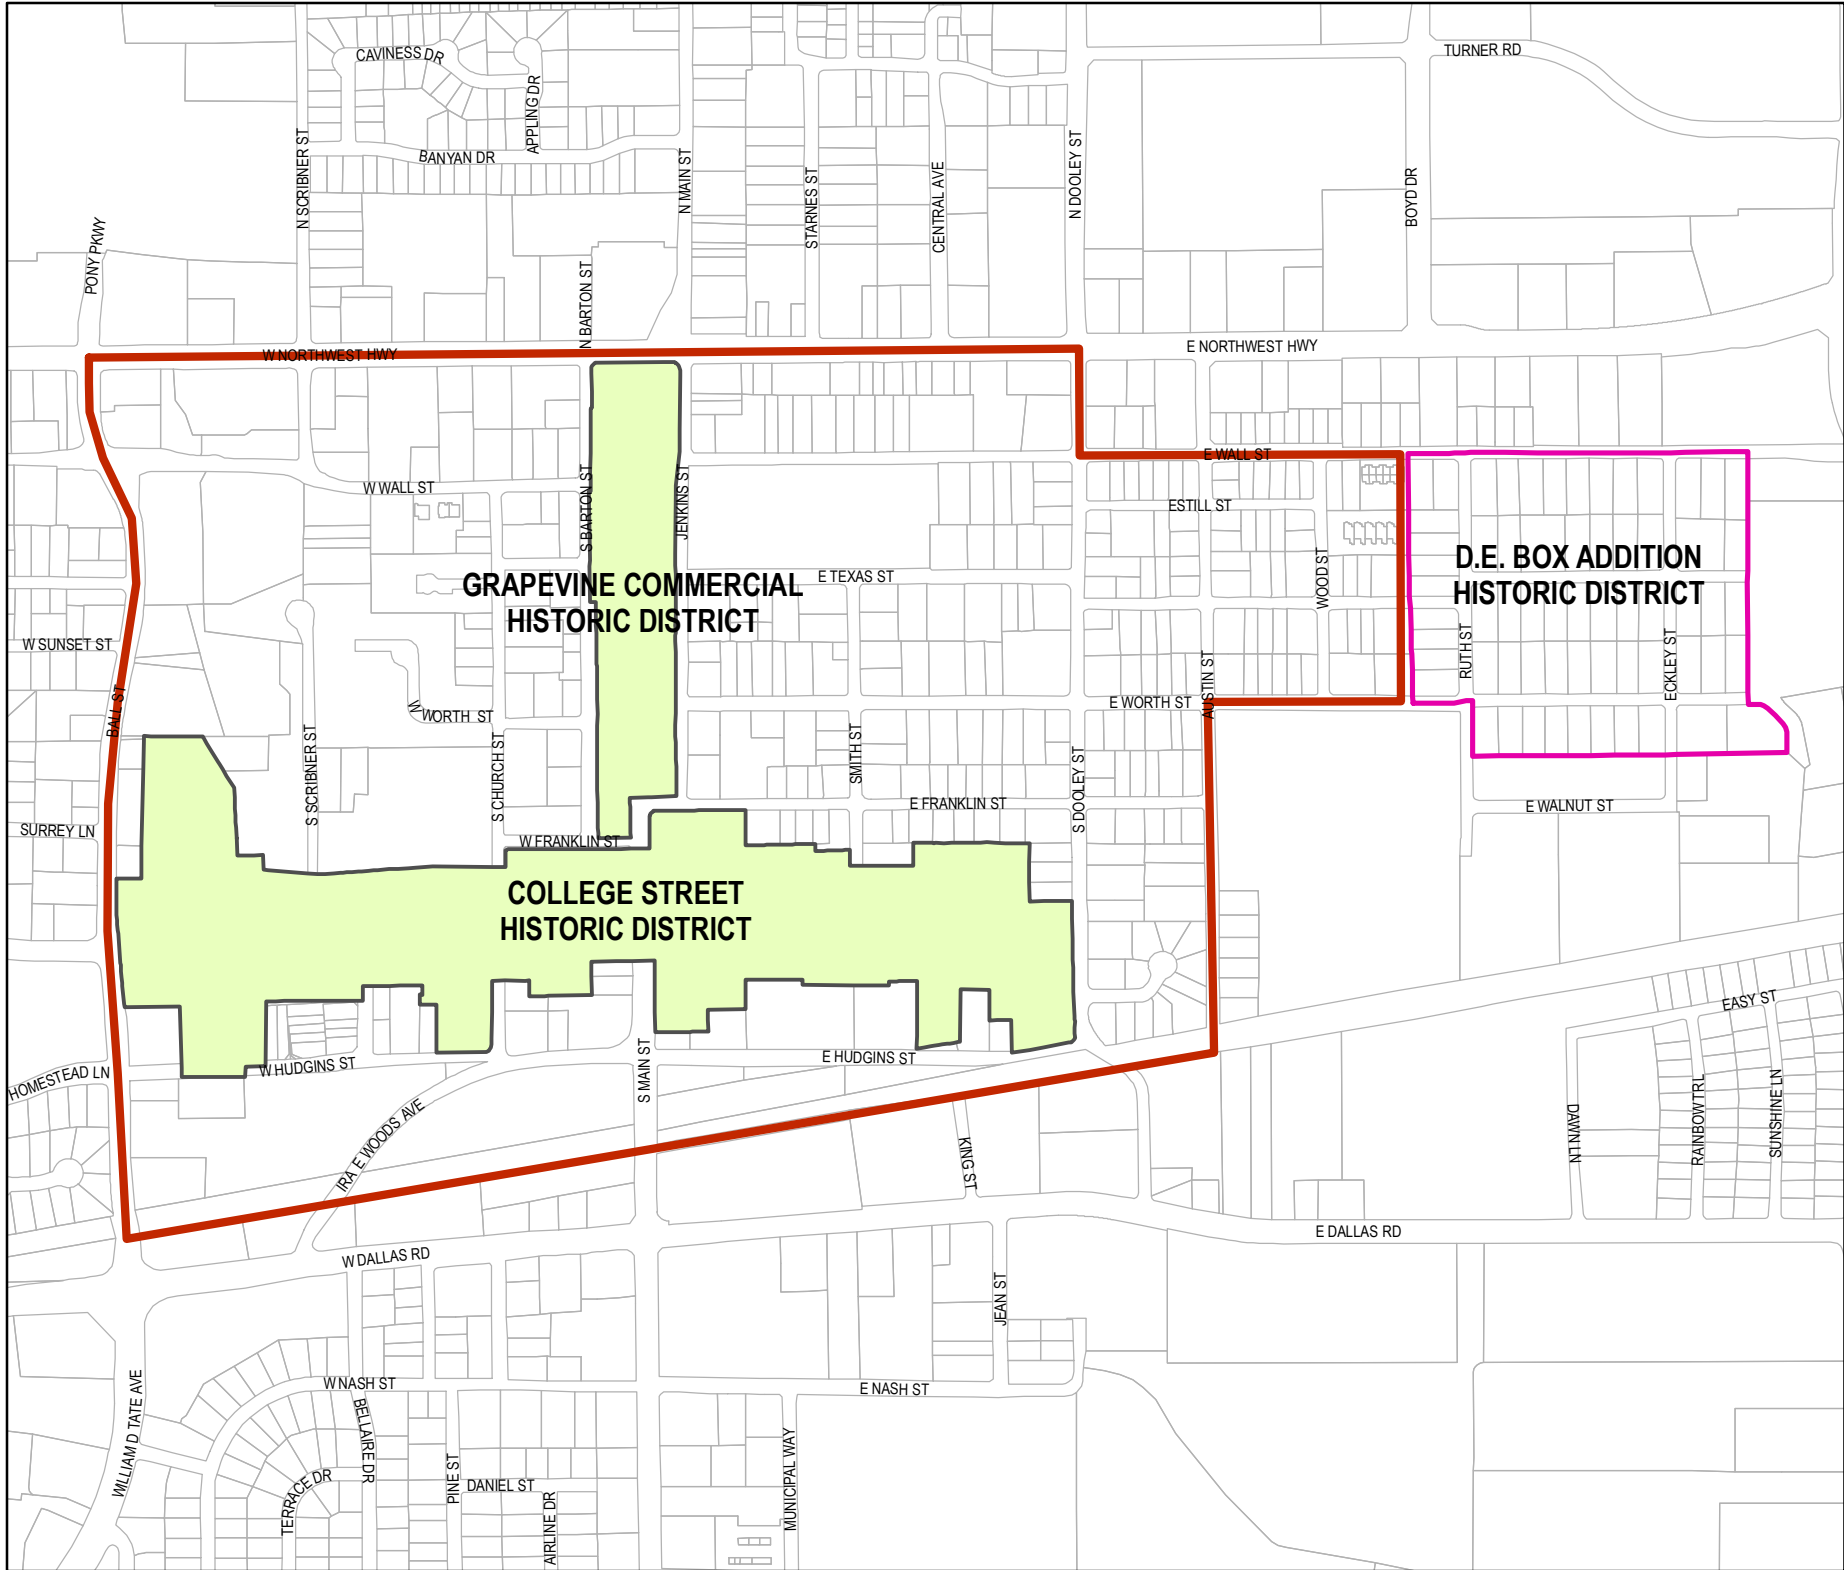 CAVINESS DR
TURNER RD
APPLING DR
BANYAN DR
N SCRIBNER ST
N MAIN ST
STARNES ST
CENTRAL AVE
N DOOLEY ST
BOYD DR
PONY PKWY
N BARTON ST
W NORTHWEST HWY
E NORTHWEST HWY
E WALL ST
W WALL ST
S BARTON ST
JENKINS ST
ESTILL ST
WOOD ST
D.E. BOX ADDITION
HISTORIC DISTRICT
GRAPEVINE COMMERCIAL
HISTORIC DISTRICT
E TEXAS ST
W SUNSET ST
RUTH ST
ECKLEY ST
AUSTIN ST
BALL ST
W WORTH ST
E WORTH ST
S SCRIBNER ST
S CHURCH ST
SMITH ST
S DOOLEY ST
E FRANKLIN ST
E WALNUT ST
SURREY LN
W FRANKLIN ST
COLLEGE STREET
HISTORIC DISTRICT
EASY ST
HOMESTEAD LN
W HUDGINS ST
S MAIN ST
E HUDGINS ST
IRA E WOODS AVE
KING ST
DAWN LN
RAINBOW TRL
SUNSHINE LN
E DALLAS RD
W DALLAS RD
JEAN ST
W NASH ST
E NASH ST
WILLIAM D TATE AVE
BELLAIRE DR
TERRACE DR
PINE ST
DANIEL ST
AIRLINE DR
MUNICIPAL WAY